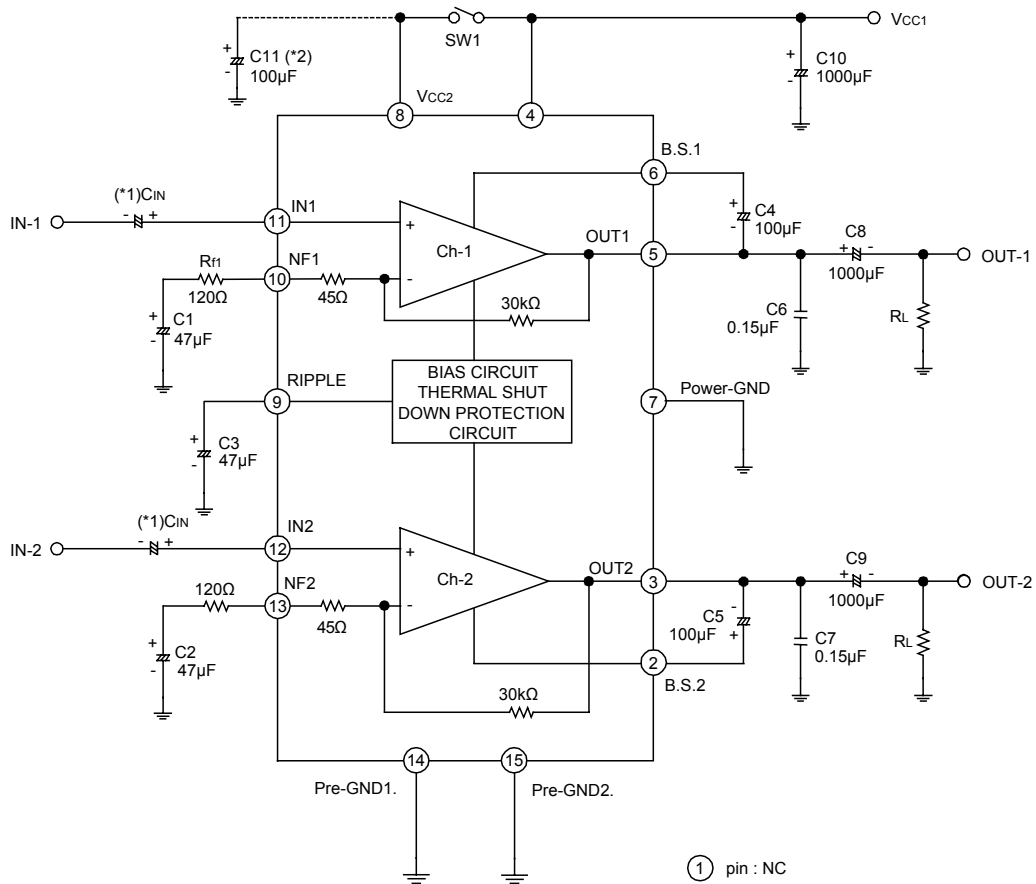 VCC1
SW1
C11 (*2)
100μF
+
-
C10
1000μF
+
-
VCC2
8
4
B.S.1
6
(*1)CIN
- +
IN-1
IN1
11
+
Ch-1
-
OUT1
5
C4
100μF
+
-
C8
+ -
1000μF
OUT-1
NF1
10
Rf1
120Ω
45Ω
30kΩ
C1
47μF
+
-
C6
0.15μF
RL
RIPPLE
9
BIAS CIRCUIT
THERMAL SHUT
DOWN PROTECTION
CIRCUIT
Power-GND
7
C3
47μF
+
-
(*1)CIN
- +
IN-2
IN2
12
+
Ch-2
-
OUT2
3
C9
+ -
1000μF
OUT-2
NF2
13
120Ω
45Ω
C2
47μF
+
-
C5
100μF
-
+
C7
0.15μF
RL
2
B.S.2
30kΩ
14
15
Pre-GND1.
Pre-GND2.
1 pin : NC